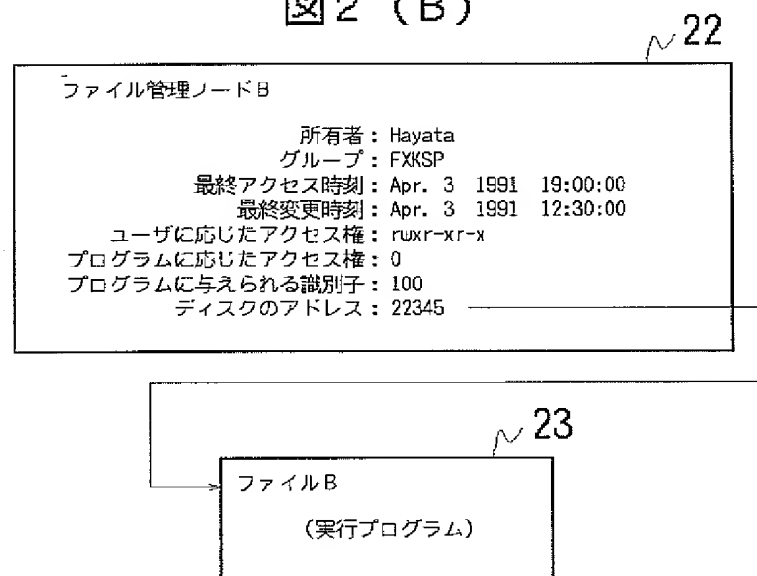 図2（B）
22
ファイル管理ノードB
所有者：Hayata
グループ：FXKSP
最終アクセス時刻：Apr. 3 1991 19:00:00
最終変更時刻：Apr. 3 1991 12:30:00
ユーザに応じたアクセス権：rwxr-xr-x
プログラムに応じたアクセス権：0
プログラムに与えられる識別子：100
ディスクのアドレス：22345
23
ファイルB
（実行プログラム）